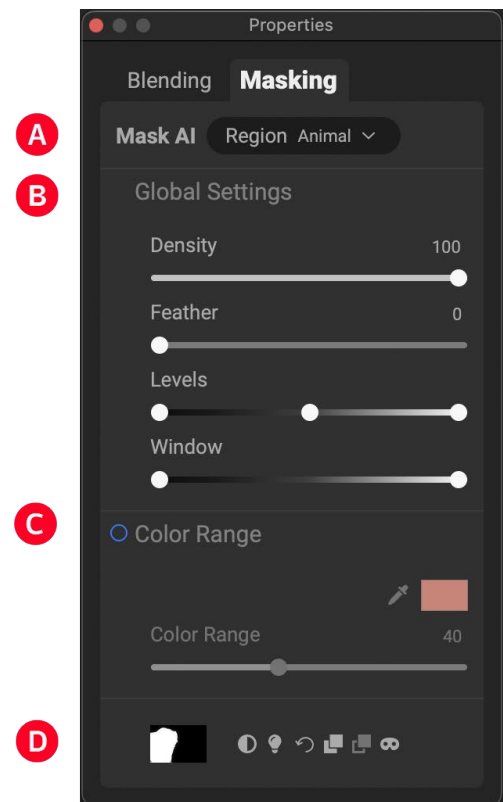 Properties
Blending Masking
A Mask AI Region Animal
B Global Settings
Density 100
Feather 0
Levels
Window
C Color Range
Color Range 40
D